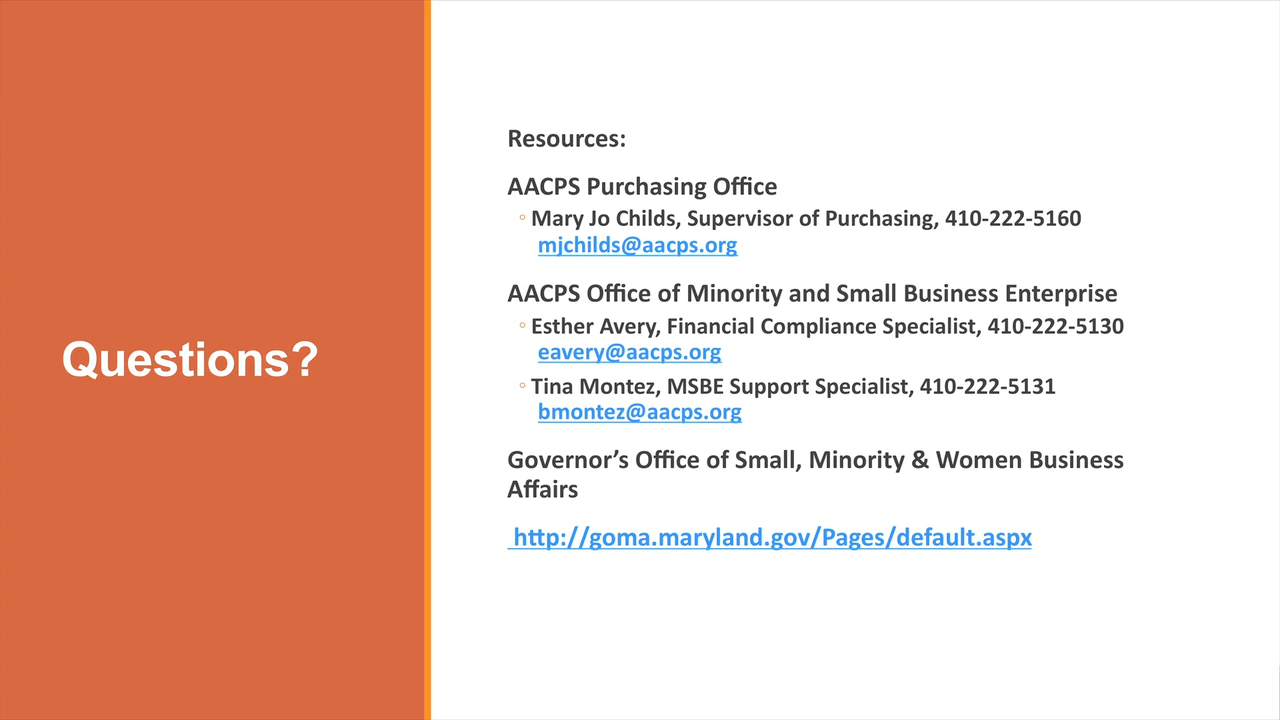 Questions?
Resources:
AACPS Purchasing Office
◦ Mary Jo Childs, Supervisor of Purchasing, 410-222-5160
mjchilds@aacps.org
AACPS Office of Minority and Small Business Enterprise
◦ Esther Avery, Financial Compliance Specialist, 410-222-5130
eavery@aacps.org
◦ Tina Montez, MSBE Support Specialist, 410-222-5131
bmontez@aacps.org
Governor’s Office of Small, Minority & Women Business
Affairs
http://goma.maryland.gov/Pages/default.aspx